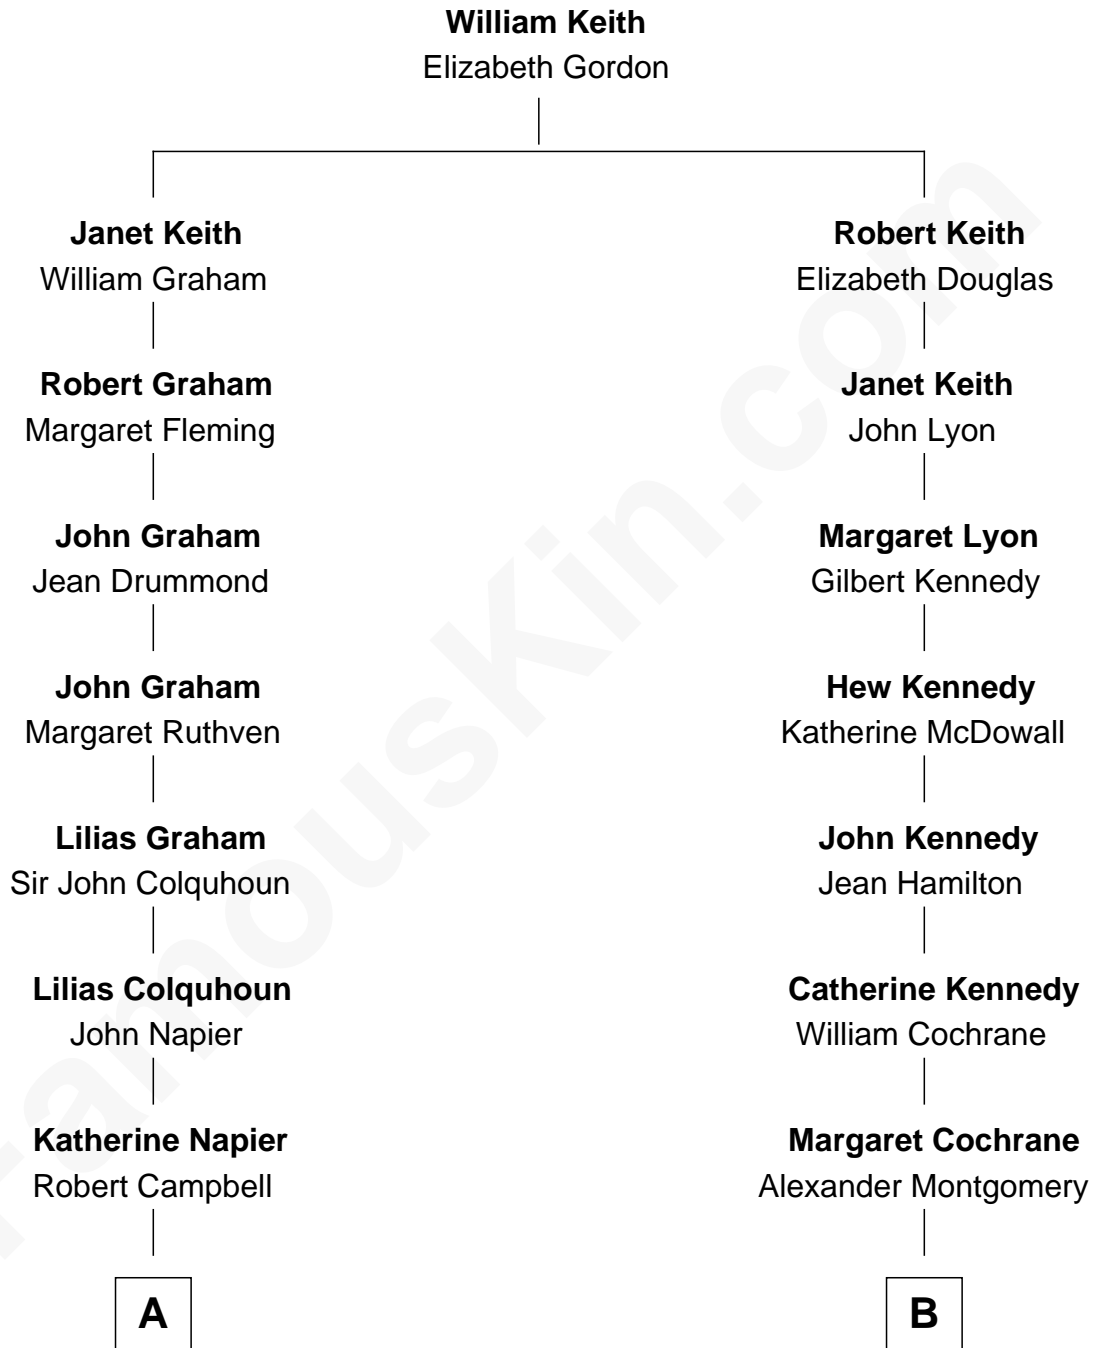 William Keith
Elizabeth Gordon
Janet Keith
William Graham
Robert Keith
Elizabeth Douglas
Robert Graham
Margaret Fleming
Janet Keith
John Lyon
John Graham
Jean Drummond
Margaret Lyon
Gilbert Kennedy
John Graham
Margaret Ruthven
Hew Kennedy
Katherine McDowall
Lilias Graham
Sir John Colquhoun
John Kennedy
Jean Hamilton
Lilias Colquhoun
John Napier
Catherine Kennedy
William Cochrane
Katherine Napier
Robert Campbell
Margaret Cochrane
Alexander Montgomery
A
B
FamousKin.com